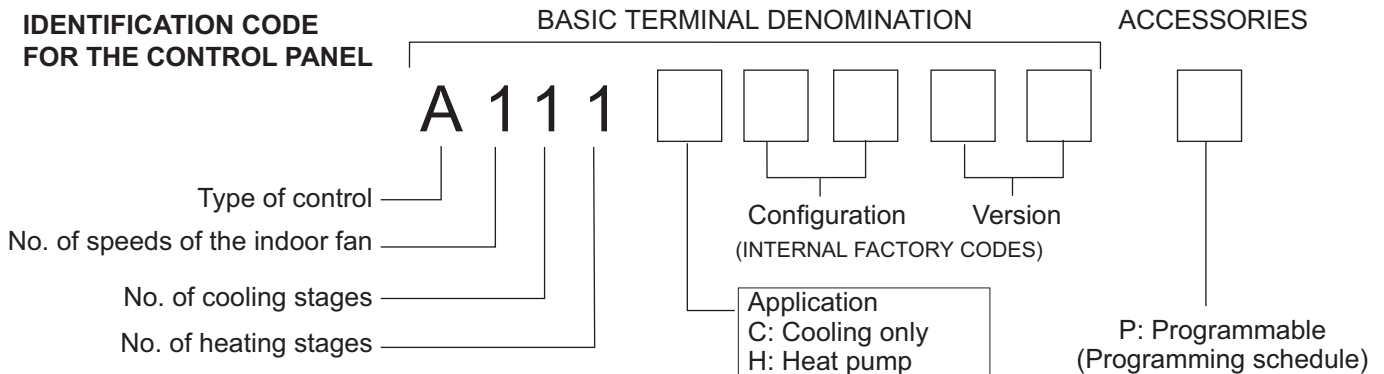 IDENTIFICATION CODE
FOR THE CONTROL PANEL
BASIC TERMINAL DENOMINATION
ACCESSORIES
A 1 1 1
Type of control
No. of speeds of the indoor fan
No. of cooling stages
No. of heating stages
Configuration
Version
(INTERNAL FACTORY CODES)
Application
C: Cooling only
H: Heat pump
P: Programmable
(Programming schedule)